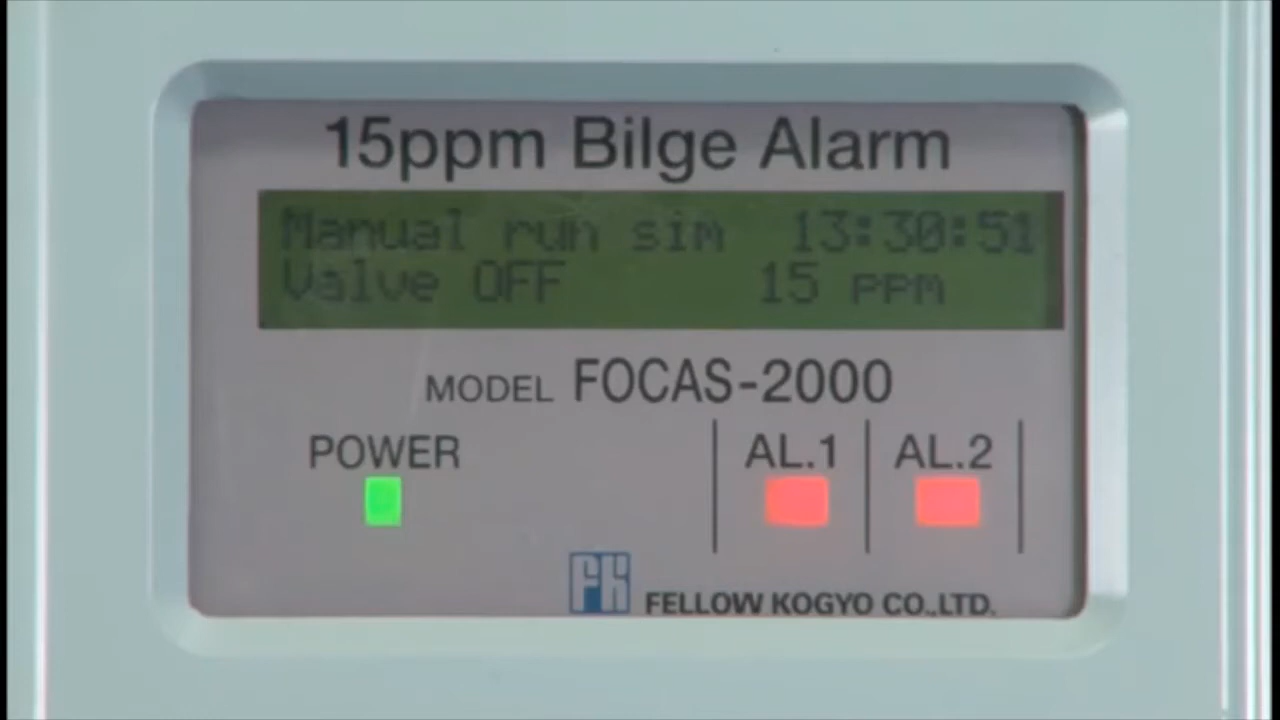 15ppm Bilge Alarm
Manual run sim 13:30:51
Valve OFF 15 ppm
MODEL FOCAS-2000
POWER AL.1 AL.2
FK FELLOW KOGYO CO.,LTD.